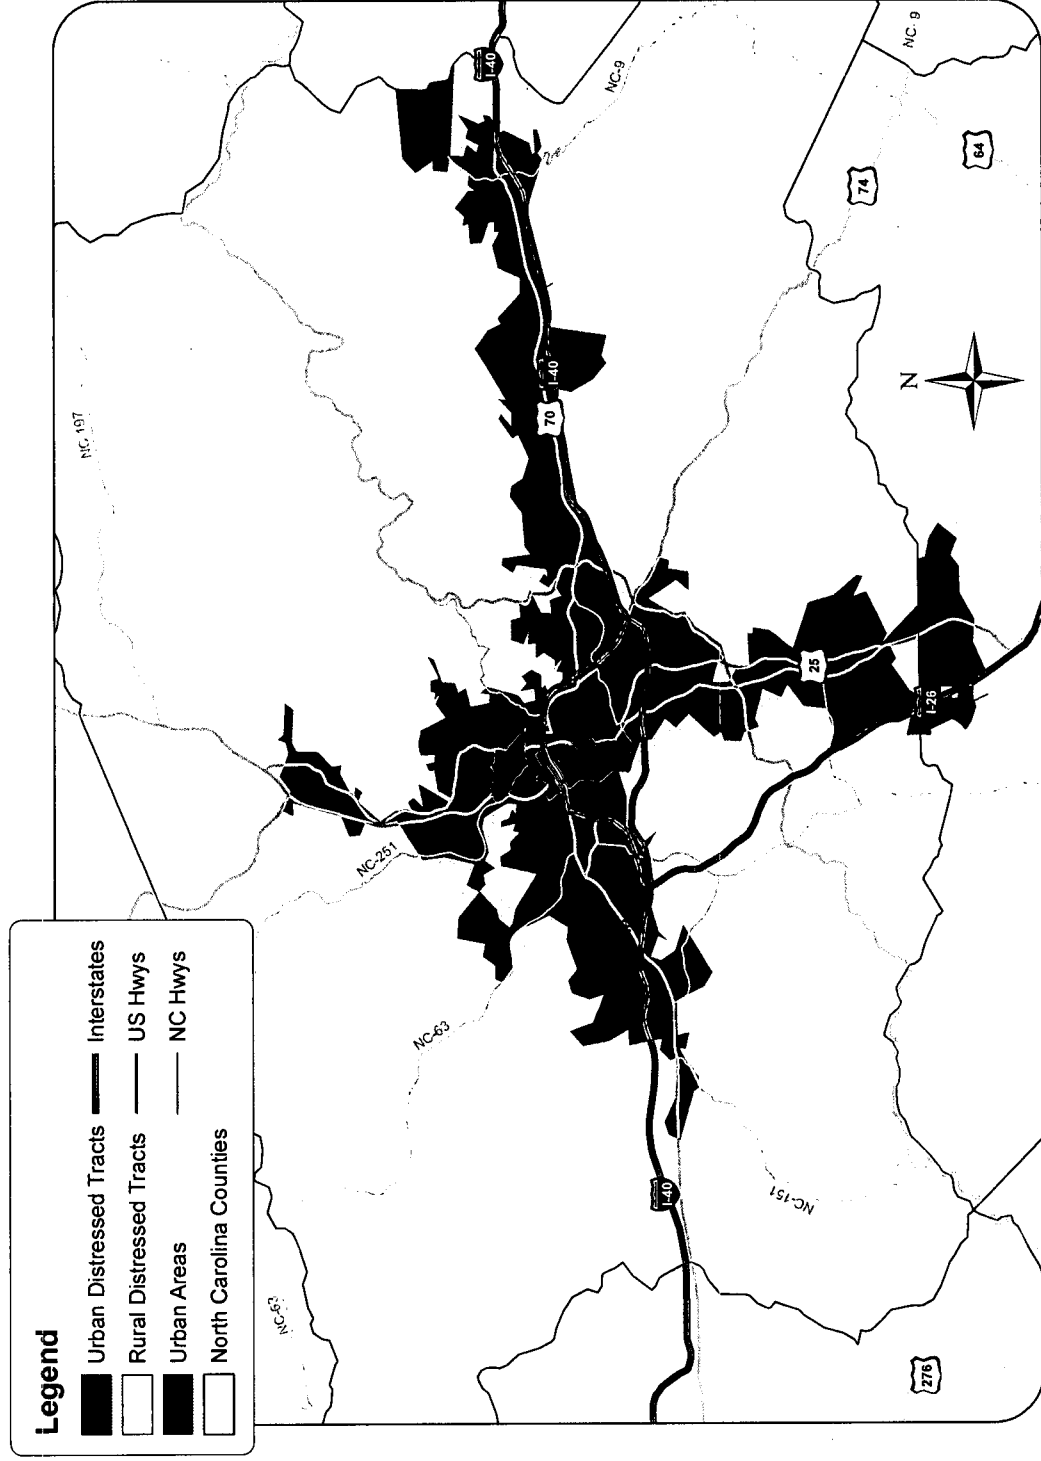 Legend
Urban Distressed Tracts
Rural Distressed Tracts
Urban Areas
North Carolina Counties
Interstates
US Hwys
NC Hwys
NC-197
NC-9
NC-9
I-40
74
64
70
I-40
N
25
I-26
NC-251
NC-63
NC-63
I-40
NC-151
276